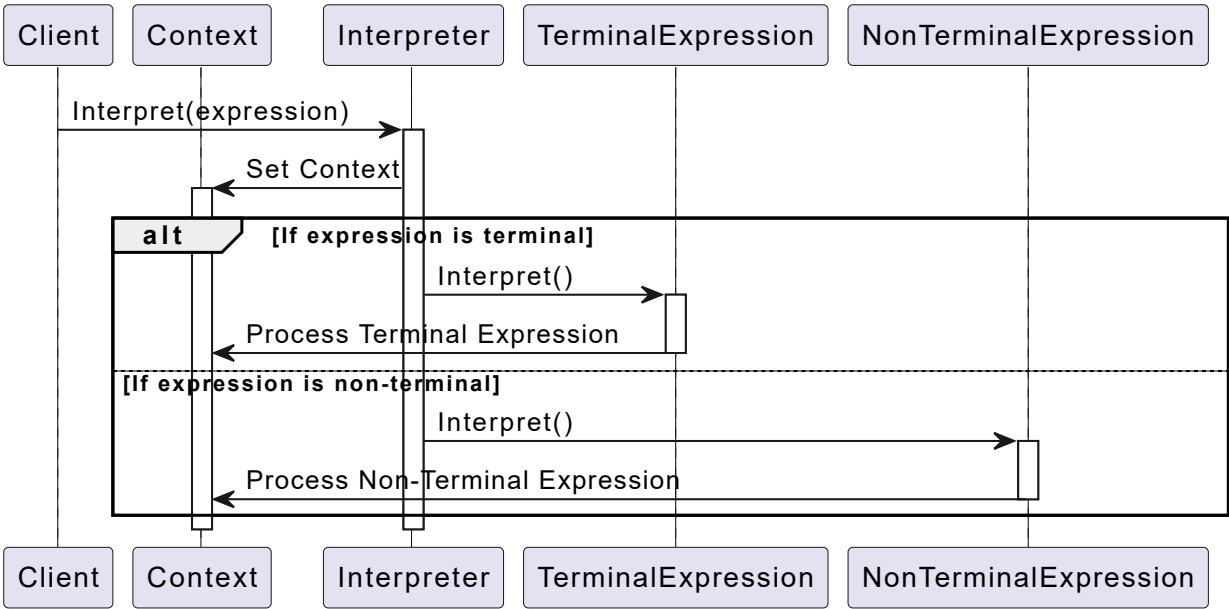 Client Context Interpreter TerminalExpression NonTerminalExpression
Interpret(expression)
Set Context
alt [If expression is terminal]
Interpret()
Process Terminal Expression
[If expression is non-terminal]
Interpret()
Process Non-Terminal Expression
Client Context Interpreter TerminalExpression NonTerminalExpression